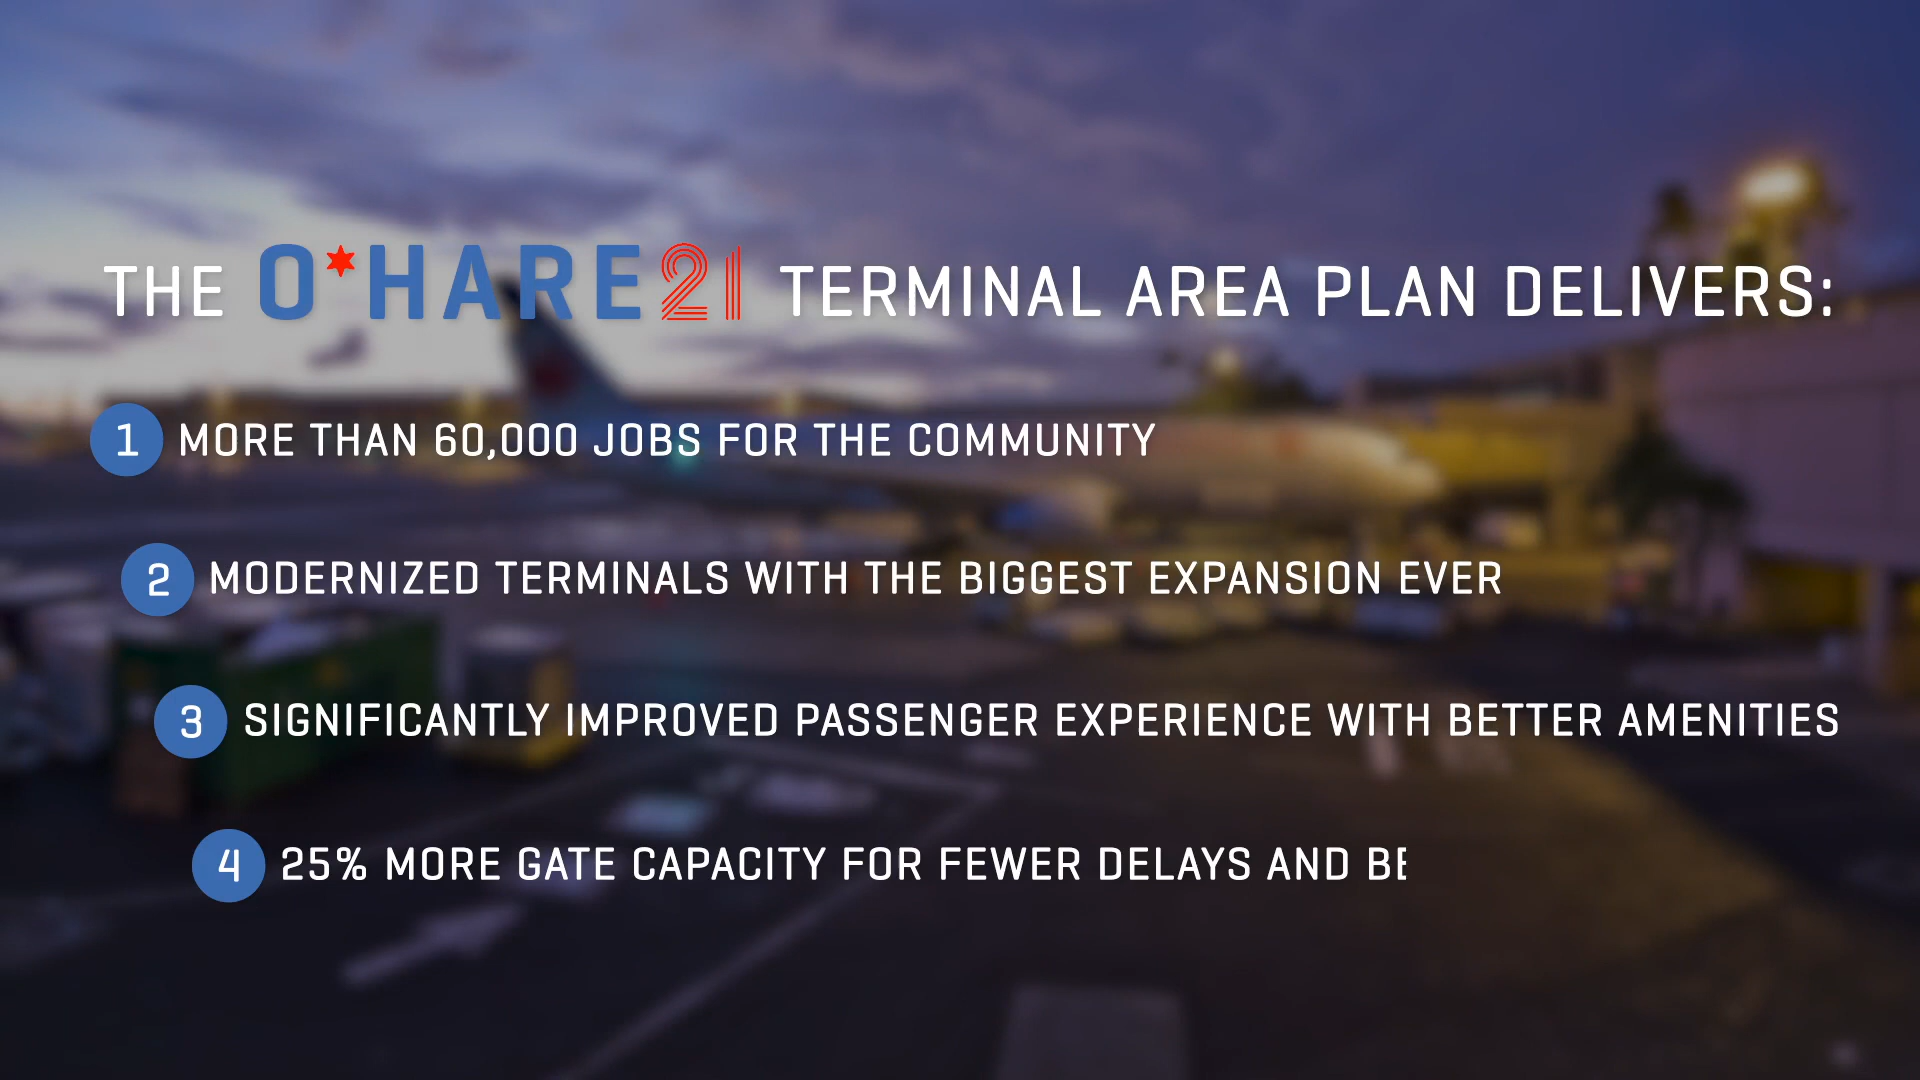 THE O*HARE21 TERMINAL AREA PLAN DELIVERS:
1 MORE THAN 60,000 JOBS FOR THE COMMUNITY
2 MODERNIZED TERMINALS WITH THE BIGGEST EXPANSION EVER
3 SIGNIFICANTLY IMPROVED PASSENGER EXPERIENCE WITH BETTER AMENITIES
4 25% MORE GATE CAPACITY FOR FEWER DELAYS AND